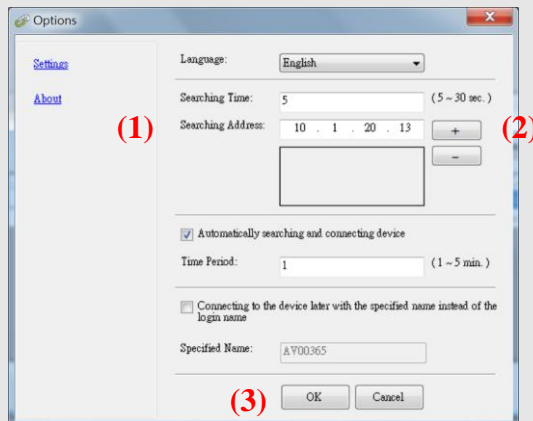 Options
Settings
About
Language: English
Searching Time: 5 (5 ~ 30 sec.)
(1) Searching Address: 10 . 1 . 20 . 13 + (2)
–
Automatically searching and connecting device
Time Period: 1 (1 ~ 5 min.)
Connecting to the device later with the specified name instead of the
login name
Specified Name: AV00365
(3) OK Cancel